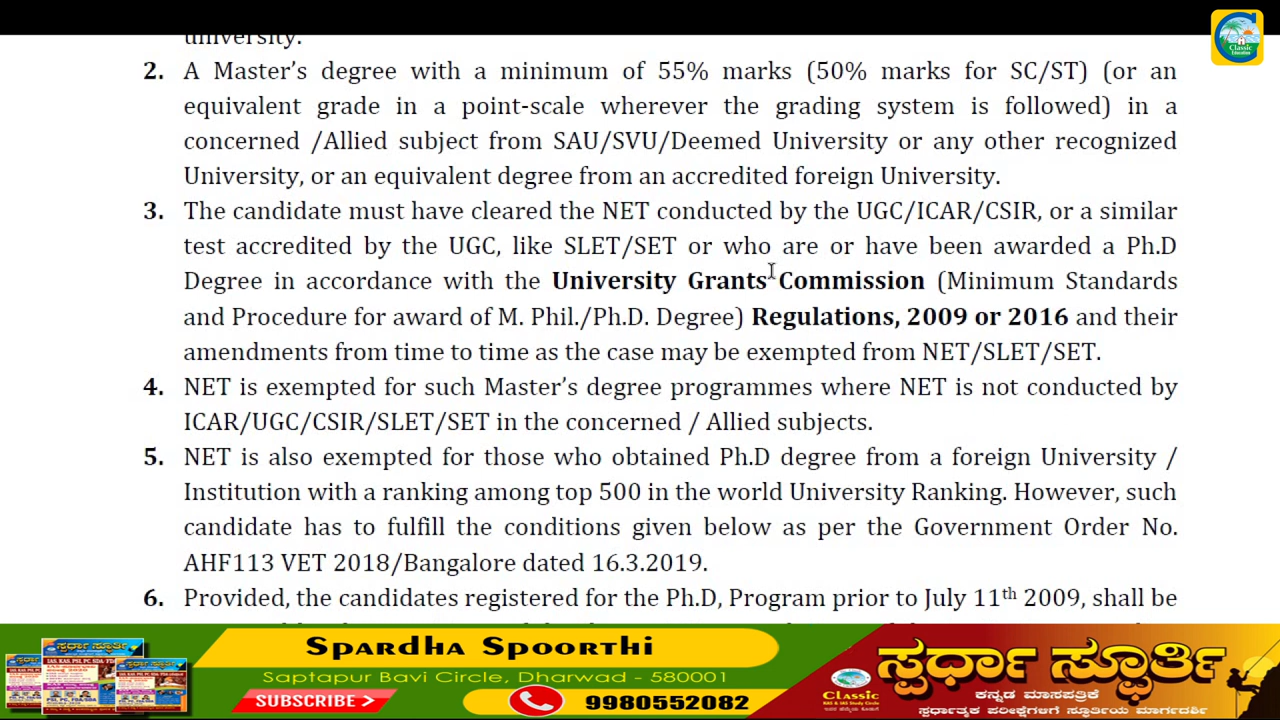 university.
2. A Master's degree with a minimum of 55% marks (50% marks for SC/ST) (or an
equivalent grade in a point-scale wherever the grading system is followed) in a
concerned /Allied subject from SAU/SVU/Deemed University or any other recognized
University, or an equivalent degree from an accredited foreign University.
3. The candidate must have cleared the NET conducted by the UGC/ICAR/CSIR, or a similar
test accredited by the UGC, like SLET/SET or who are or have been awarded a Ph.D
Degree in accordance with the University Grants Commission (Minimum Standards
and Procedure for award of M. Phil./Ph.D. Degree) Regulations, 2009 or 2016 and their
amendments from time to time as the case may be exempted from NET/SLET/SET.
4. NET is exempted for such Master's degree programmes where NET is not conducted by
ICAR/UGC/CSIR/SLET/SET in the concerned / Allied subjects.
5. NET is also exempted for those who obtained Ph.D degree from a foreign University /
Institution with a ranking among top 500 in the world University Ranking. However, such
candidate has to fulfill the conditions given below as per the Government Order No.
AHF113 VET 2018/Bangalore dated 16.3.2019.
6. Provided, the candidates registered for the Ph.D, Program prior to July 11th 2009, shall be
Classic
Education
Spardha Spoorthi
Saptapur Bavi Circle, Dharwad - 580001
SUBSCRIBE >
9980552082
ಸ್ಪರ್ಧಾ ಸ್ಫೂರ್ತಿ
Classic
KAS & IAS Study Circle
ಕನ್ನಡ ಮಾಸಪತ್ರಿಕೆ
ಸ್ಪರ್ಧಾತ್ಮಕ ಪರೀಕ್ಷೆಗಳಿಗೆ ಸ್ಫೂರ್ತಿಯ ಮಾರ್ಗದರ್ಶಿ